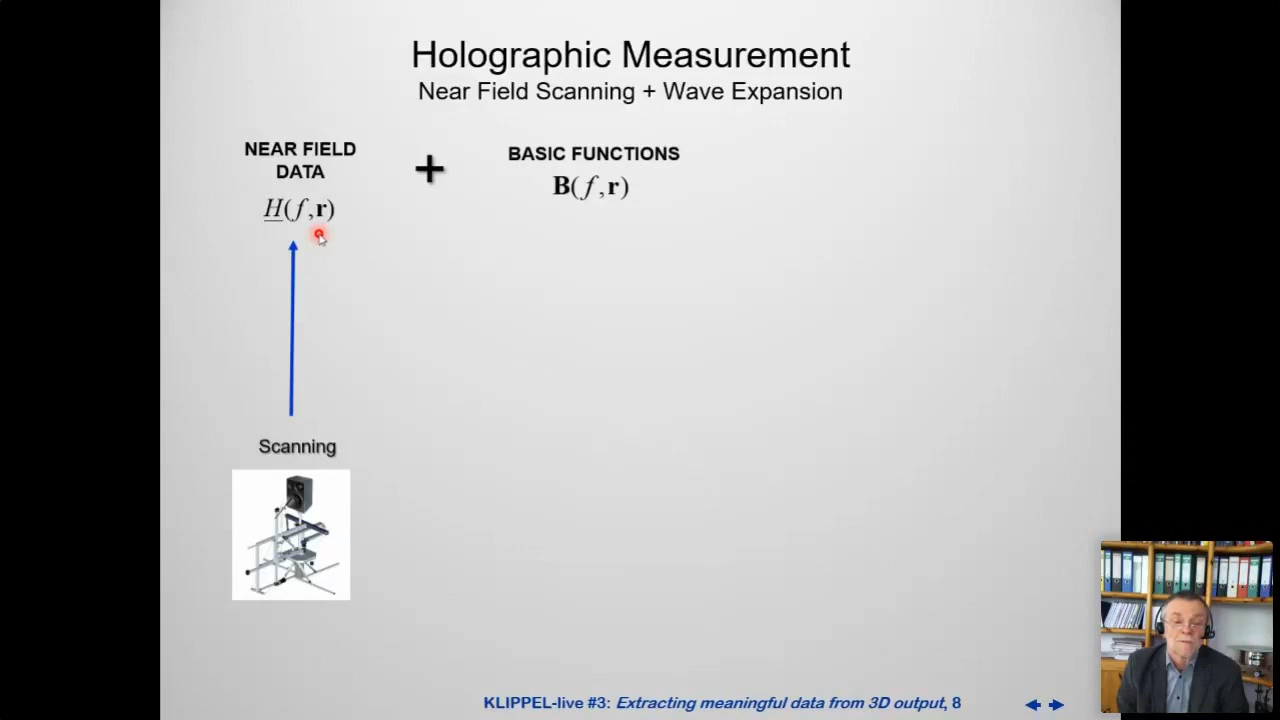 Holographic Measurement
Near Field Scanning + Wave Expansion
NEAR FIELD
DATA
+
BASIC FUNCTIONS
H(f,r)
B(f,r)
Scanning
KLIPPEL-live #3: Extracting meaningful data from 3D output, 8